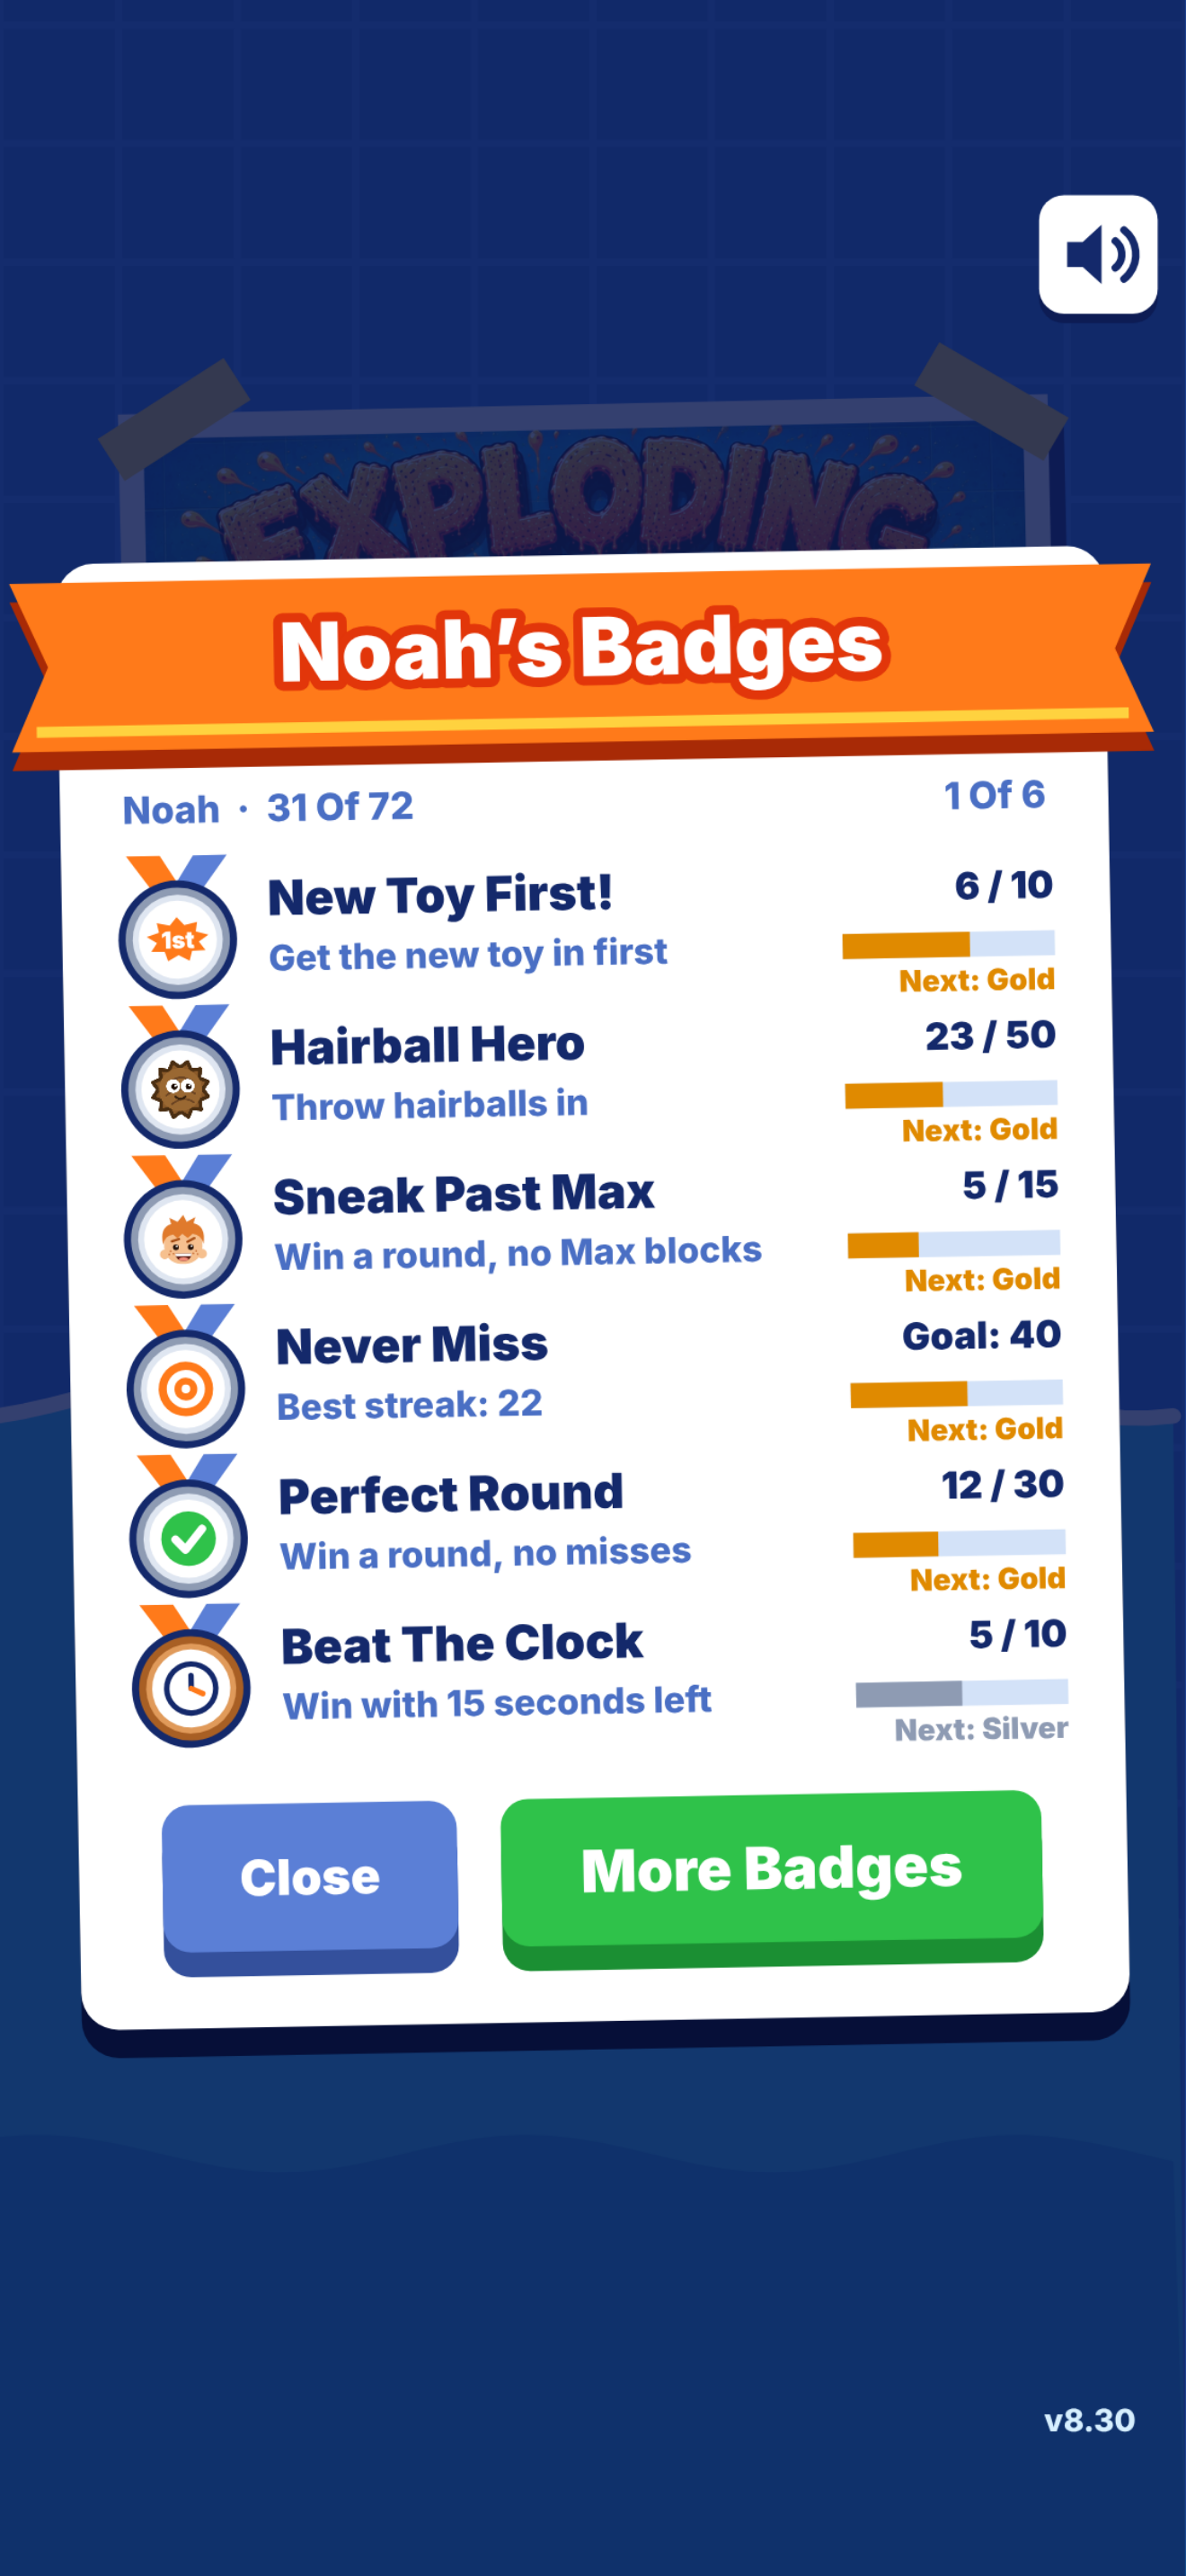 EXPLODING
Noah's Badges
Noah · 31 Of 72
1 Of 6
1st
New Toy First!
6 / 10
Get the new toy in first
Next: Gold
Hairball Hero
23 / 50
Throw hairballs in
Next: Gold
Sneak Past Max
5 / 15
Win a round, no Max blocks
Next: Gold
Never Miss
Goal: 40
Best streak: 22
Next: Gold
Perfect Round
12 / 30
Win a round, no misses
Next: Gold
Beat The Clock
5 / 10
Win with 15 seconds left
Next: Silver
Close
More Badges
v8.30